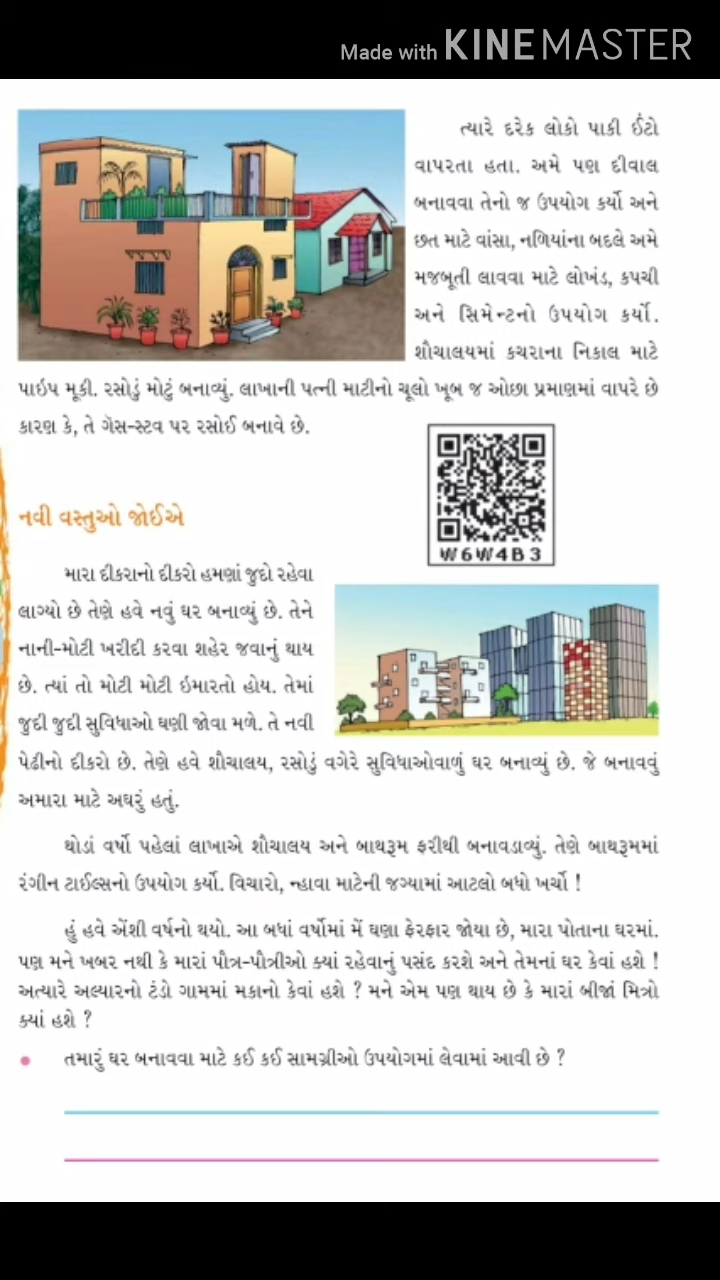 Made with KINEMASTER
ત્યારે દરેક લોકો પાકી ઈંટો
વાપરતા હતા. અમે પણ દીવાલ
બનાવવા તેનો જ ઉપયોગ કર્યો અને
છત માટે વાંસા, નળિયાંના બદલે અમે
મજબૂતી લાવવા માટે લોખંડ, કપચી
અને સિમેન્ટનો ઉપયોગ કર્યો.
શૌચાલયમાં કચરાના નિકાલ માટે
પાઇપ મૂકી. રસોડું મોટું બનાવ્યું. લાખાની પત્ની માટીનો ચૂલો ખૂબ જ ઓછા પ્રમાણમાં વાપરે છે
કારણ કે, તે ગૅસ-સ્ટવ પર રસોઈ બનાવે છે.
W6W4B3
નવી વસ્તુઓ જોઈએ
મારા દીકરાનો દીકરો હમણાં જુદો રહેવા
લાગ્યો છે તેણે હવે નવું ઘર બનાવ્યું છે. તેને
નાની-મોટી ખરીદી કરવા શહેર જવાનું થાય
છે. ત્યાં તો મોટી મોટી ઇમારતો હોય. તેમાં
જુદી જુદી સુવિધાઓ ઘણી જોવા મળે. તે નવી
પેઢીનો દીકરો છે. તેણે હવે શૌચાલય, રસોડું વગેરે સુવિધાઓવાળું ઘર બનાવ્યું છે. જે બનાવવું
અમારા માટે અઘરું હતું.
થોડાં વર્ષો પહેલાં લાખાએ શૌચાલય અને બાથરૂમ ફરીથી બનાવડાવ્યું. તેણે બાથરૂમમાં
રંગીન ટાઈલ્સનો ઉપયોગ કર્યો. વિચારો, ન્હાવા માટેની જગ્યામાં આટલો બધો ખર્ચો !
હું હવે એંશી વર્ષનો થયો. આ બધાં વર્ષોમાં મેં ઘણા ફેરફાર જોયા છે, મારા પોતાના ઘરમાં.
પણ મને ખબર નથી કે મારાં પૌત્ર-પૌત્રીઓ ક્યાં રહેવાનું પસંદ કરશે અને તેમનાં ઘર કેવાં હશે !
અત્યારે અલ્યારનો ટંડો ગામમાં મકાનો કેવાં હશે ? મને એમ પણ થાય છે કે મારાં બીજાં મિત્રો
ક્યાં હશે ?
• તમારું ઘર બનાવવા માટે કઈ કઈ સામગ્રીઓ ઉપયોગમાં લેવામાં આવી છે ?